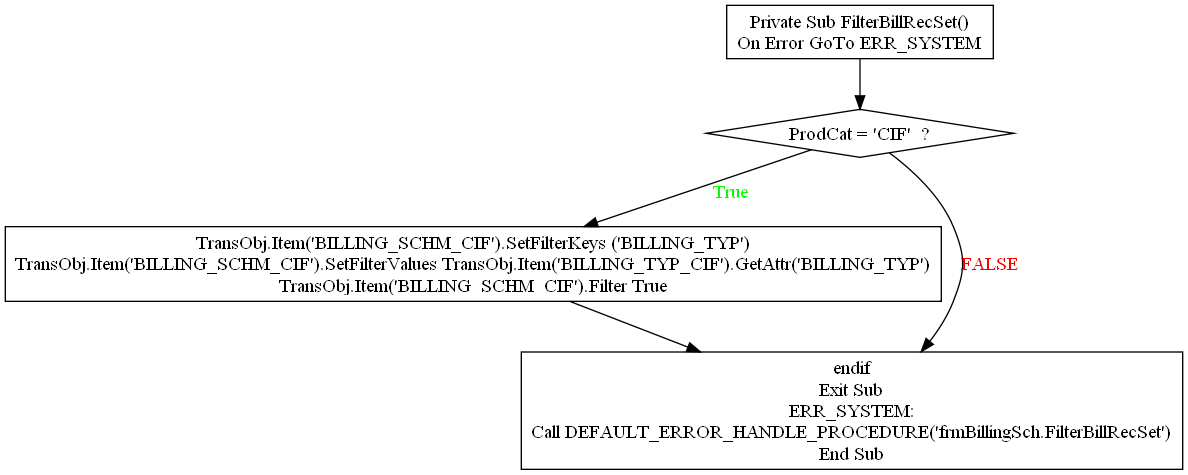 Private Sub FilterBillRecSet()
On Error GoTo ERR_SYSTEM
ProdCat = 'CIF'  ?
True
TransObj.Item('BILLING_SCHM_CIF').SetFilterKeys ('BILLING_TYP')
TransObj.Item('BILLING_SCHM_CIF').SetFilterValues TransObj.Item('BILLING_TYP_CIF').GetAttr('BILLING_TYP')
TransObj.Item('BILLING_SCHM_CIF').Filter True
FALSE
endif
Exit Sub
ERR_SYSTEM:
Call DEFAULT_ERROR_HANDLE_PROCEDURE('frmBillingSch.FilterBillRecSet')
End Sub